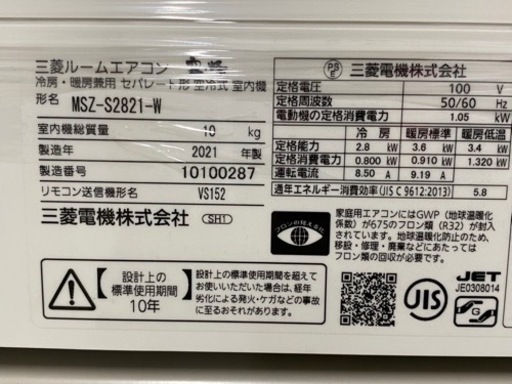 三菱ルームエアコン 霧ヶ峰
冷房・暖房兼用 セパレート形 空冷式 室内機
形名 MSZ-S2821-W
室内機総質量 10 kg
製造年 2021 年製
製造番号 10100287
リモコン送信機形名 VS152
三菱電機株式会社 SH1
設計上の
標準使用期間
10年
設計上の標準使用期間を超えて
お使いいただいた場合は、経年
劣化による発火・ケガなどの事故
に至るおそれがあります。
PS
E
三菱電機株式会社
定格電圧 100 V
定格周波数 50/60 Hz
電動機の定格消費電力 1.05 kW
冷 房 暖房標準 暖房低温
定格能力 2.8 kW 3.6 kW 3.4 kW
定格消費電力 0.800 kW 0.910 kW 1.320 kW
運転電流 8.50 A 9.19 A
通年エネルギー消費効率(JIS C 9612:2013) 5.8
フロンの見える化
家庭用エアコンにはGWP（地球温暖化
係数）が675のフロン類（R32）が封入
されています。地球温暖化防止のため、
移設・修理・廃棄などにあたっては
フロン類の回収が必要です。
JIS
JET
JE0308014